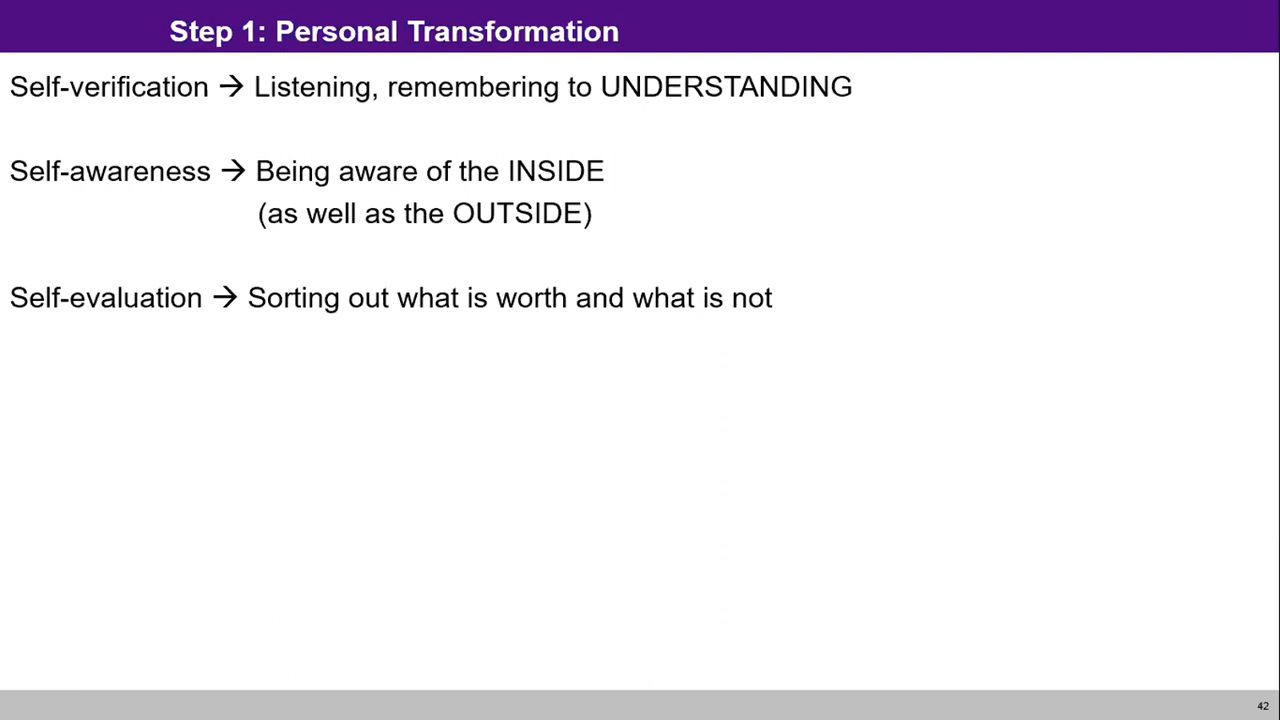 Step 1: Personal Transformation
Self-verification → Listening, remembering to UNDERSTANDING
Self-awareness → Being aware of the INSIDE
(as well as the OUTSIDE)
Self-evaluation → Sorting out what is worth and what is not
42